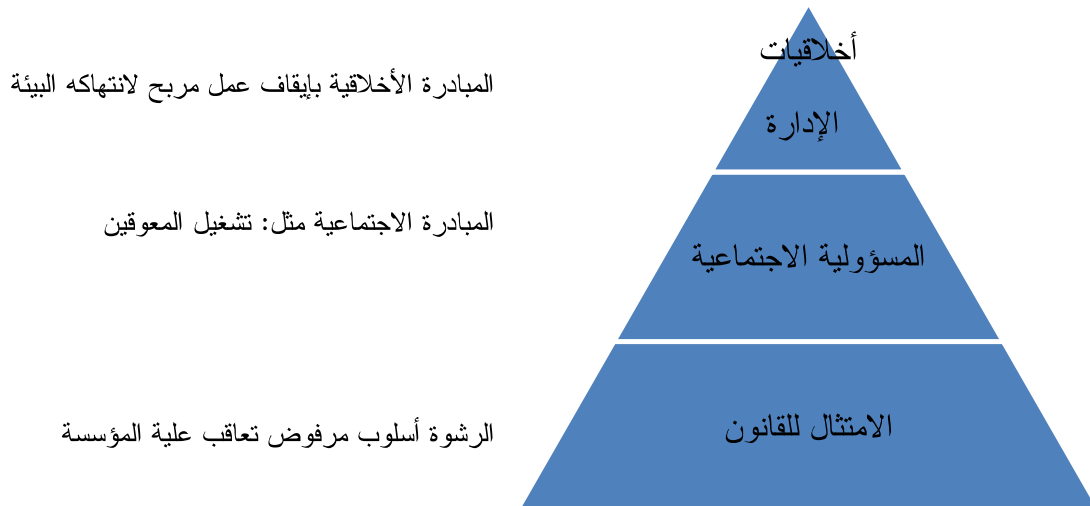 أخلاقيات
الإدارة
المبادرة الأخلاقية بإيقاف عمل مربح لانتهاكه البيئة
المسؤولية الاجتماعية
المبادرة الاجتماعية مثل: تشغيل المعوقين
الامتثال للقانون
الرشوة أسلوب مرفوض تعاقب علية المؤسسة